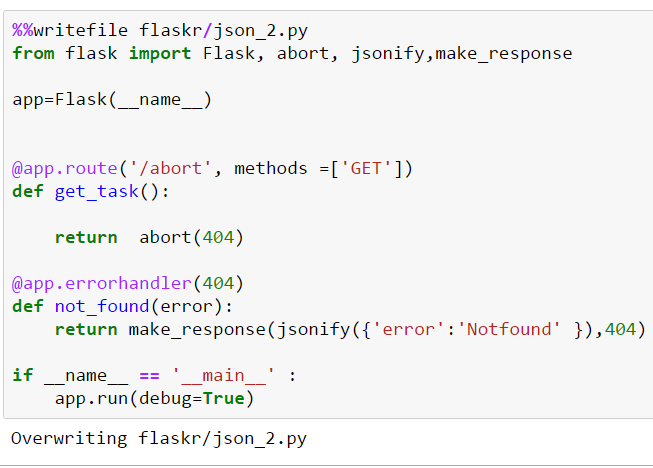 %%writefile flaskr/json_2.py
from flask import Flask, abort, jsonify,make_response
app=Flask(__name__)
@app.route('/abort', methods =['GET'])
def get_task():
    return  abort(404)
@app.errorhandler(404)
def not_found(error):
    return make_response(jsonify({'error':'Notfound' }),404)
if __name__ == '__main__' :
    app.run(debug=True)
Overwriting flaskr/json_2.py